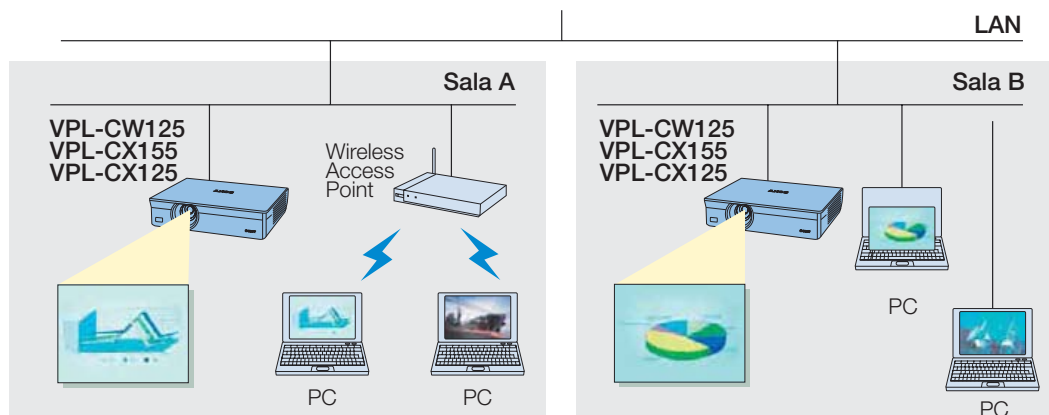 LAN
Sala A
VPL-CW125
VPL-CX155
VPL-CX125
Wireless
Access
Point
PC
PC
Sala B
VPL-CW125
VPL-CX155
VPL-CX125
PC
PC